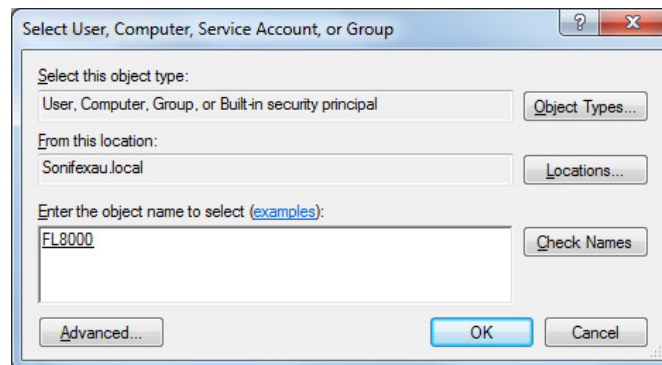 Select User, Computer, Service Account, or Group
Select this object type:
User, Computer, Group, or Built-in security principal
Object Types...
From this location:
Sonifexau.local
Locations...
Enter the object name to select (examples):
FL8000
Check Names
Advanced...
OK
Cancel